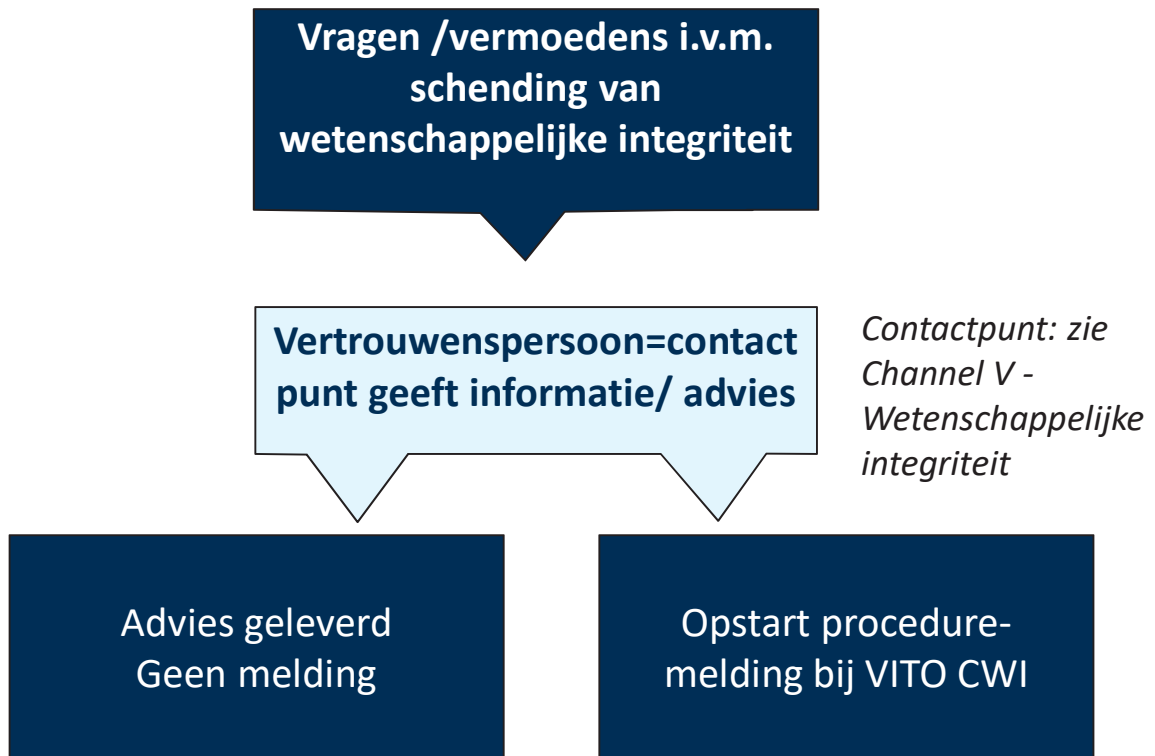 Vragen /vermoedens i.v.m.
schending van
wetenschappelijke integriteit
Vertrouwenspersoon=contact
punt geeft informatie/ advies
Contactpunt: zie
Channel V -
Wetenschappelijke
integriteit
Advies geleverd
Geen melding
Opstart procedure-
melding bij VITO CWI